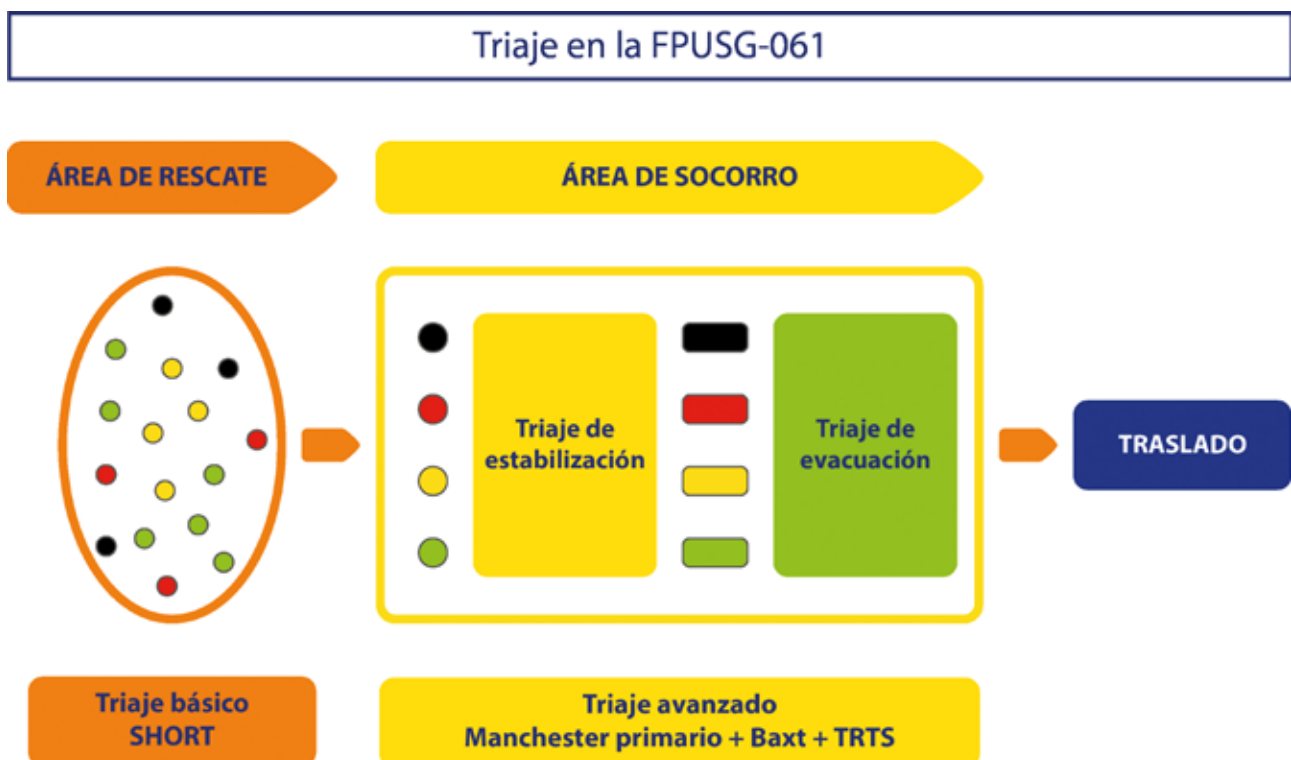 Triaje en la FPUSG-061
ÁREA DE RESCATE
ÁREA DE SOCORRO
Triaje de
estabilización
Triaje de
evacuación
TRASLADO
Triaje básico
SHORT
Triaje avanzado
Manchester primario + Baxt + TRTS